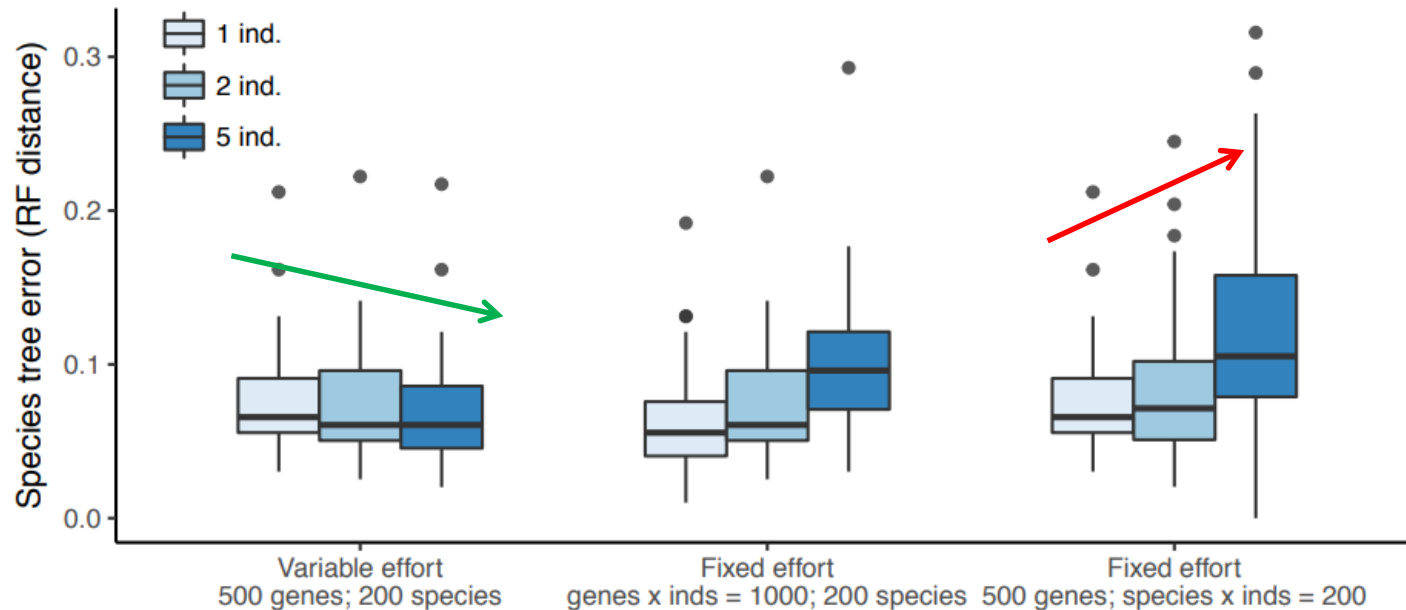 Species tree error (RF distance)
0.3
0.2
0.1
0.0
1 ind.
2 ind.
5 ind.
Variable effort
500 genes; 200 species
Fixed effort
genes x inds = 1000; 200 species
Fixed effort
500 genes; species x inds = 200